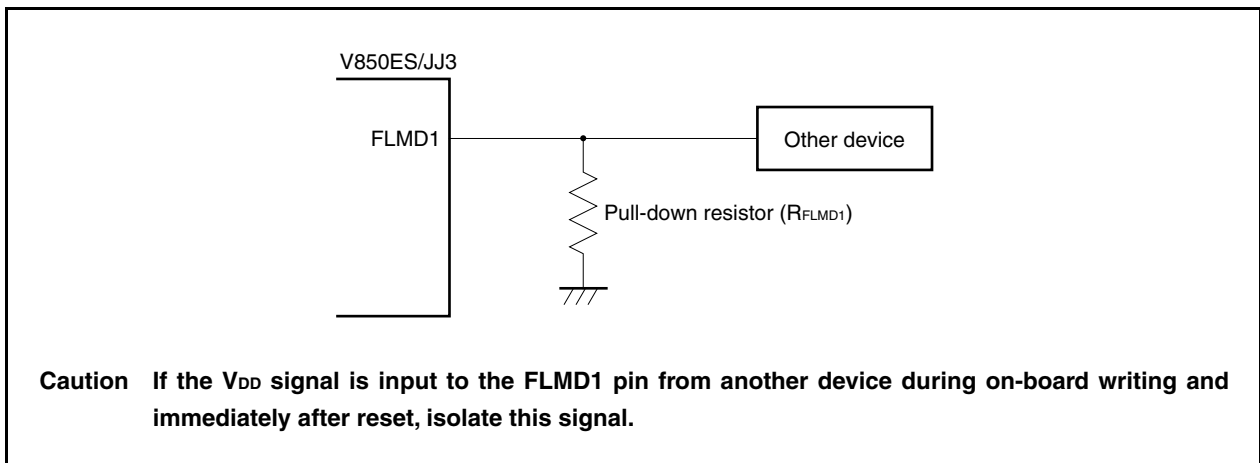 V850ES/JJ3
FLMD1
Other device
Pull-down resistor (RFLMD1)
Caution If the VDD signal is input to the FLMD1 pin from another device during on-board writing and
immediately after reset, isolate this signal.